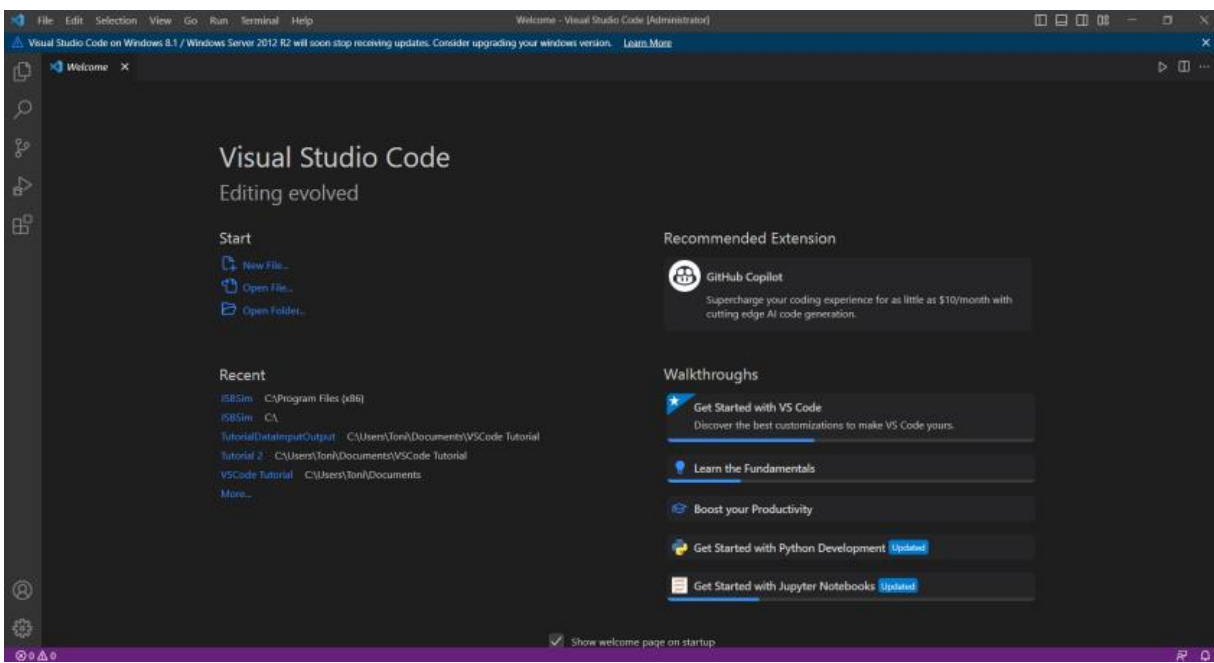 File Edit Selection View Go Run Terminal Help Welcome - Visual Studio Code [Administrator]
Visual Studio Code on Windows 8.1 / Windows Server 2012 R2 will soon stop receiving updates. Consider upgrading your windows version. Learn More
Welcome
Visual Studio Code
Editing evolved
Start
New File...
Open File...
Open Folder...
Recent
JSBSim C:\Program Files (x86)
JSBSim C:\
TutorialDataInputOutput C:\Users\Toni\Documents\VSCode Tutorial
Tutorial 2 C:\Users\Toni\Documents\VSCode Tutorial
VSCode Tutorial C:\Users\Toni\Documents
More...
Recommended Extension
GitHub Copilot
Supercharge your coding experience for as little as $10/month with
cutting edge AI code generation.
Walkthroughs
Get Started with VS Code
Discover the best customizations to make VS Code yours.
Learn the Fundamentals
Boost your Productivity
Get Started with Python Development Updated
Get Started with Jupyter Notebooks Updated
Show welcome page on startup
0 0